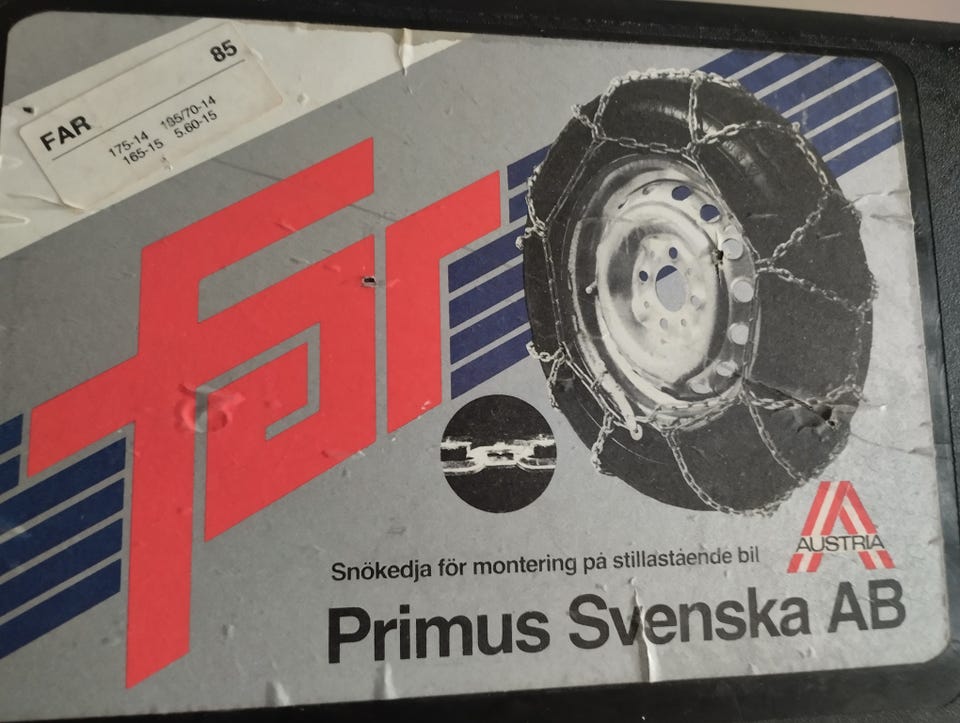 FAR 85
175-14 195/70-14
165-15 5.60-15
far
Snökedja för montering på stillastående bil
AUSTRIA
Primus Svenska AB